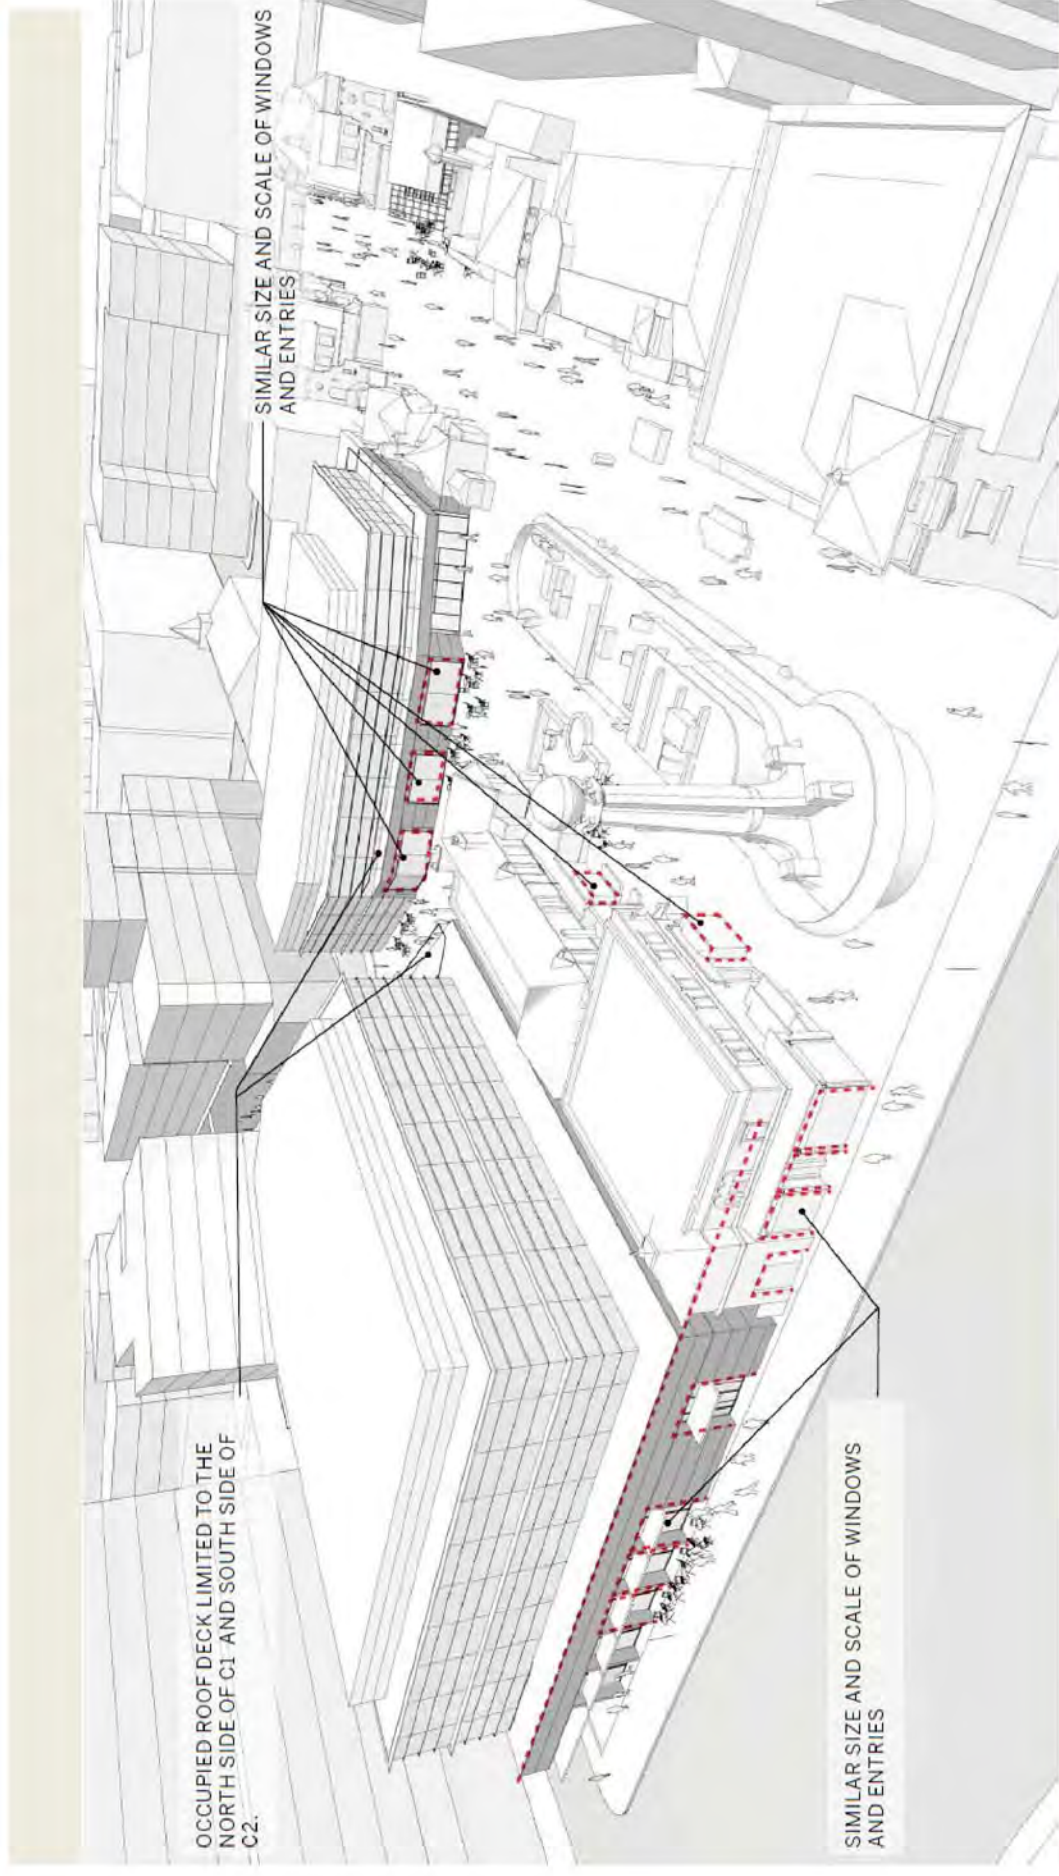 SIMILAR SIZE AND SCALE OF WINDOWS
AND ENTRIES
OCCUPIED ROOF DECK LIMITED TO THE
NORTH SIDE OF C1 AND SOUTH SIDE OF
C2.
SIMILAR SIZE AND SCALE OF WINDOWS
AND ENTRIES